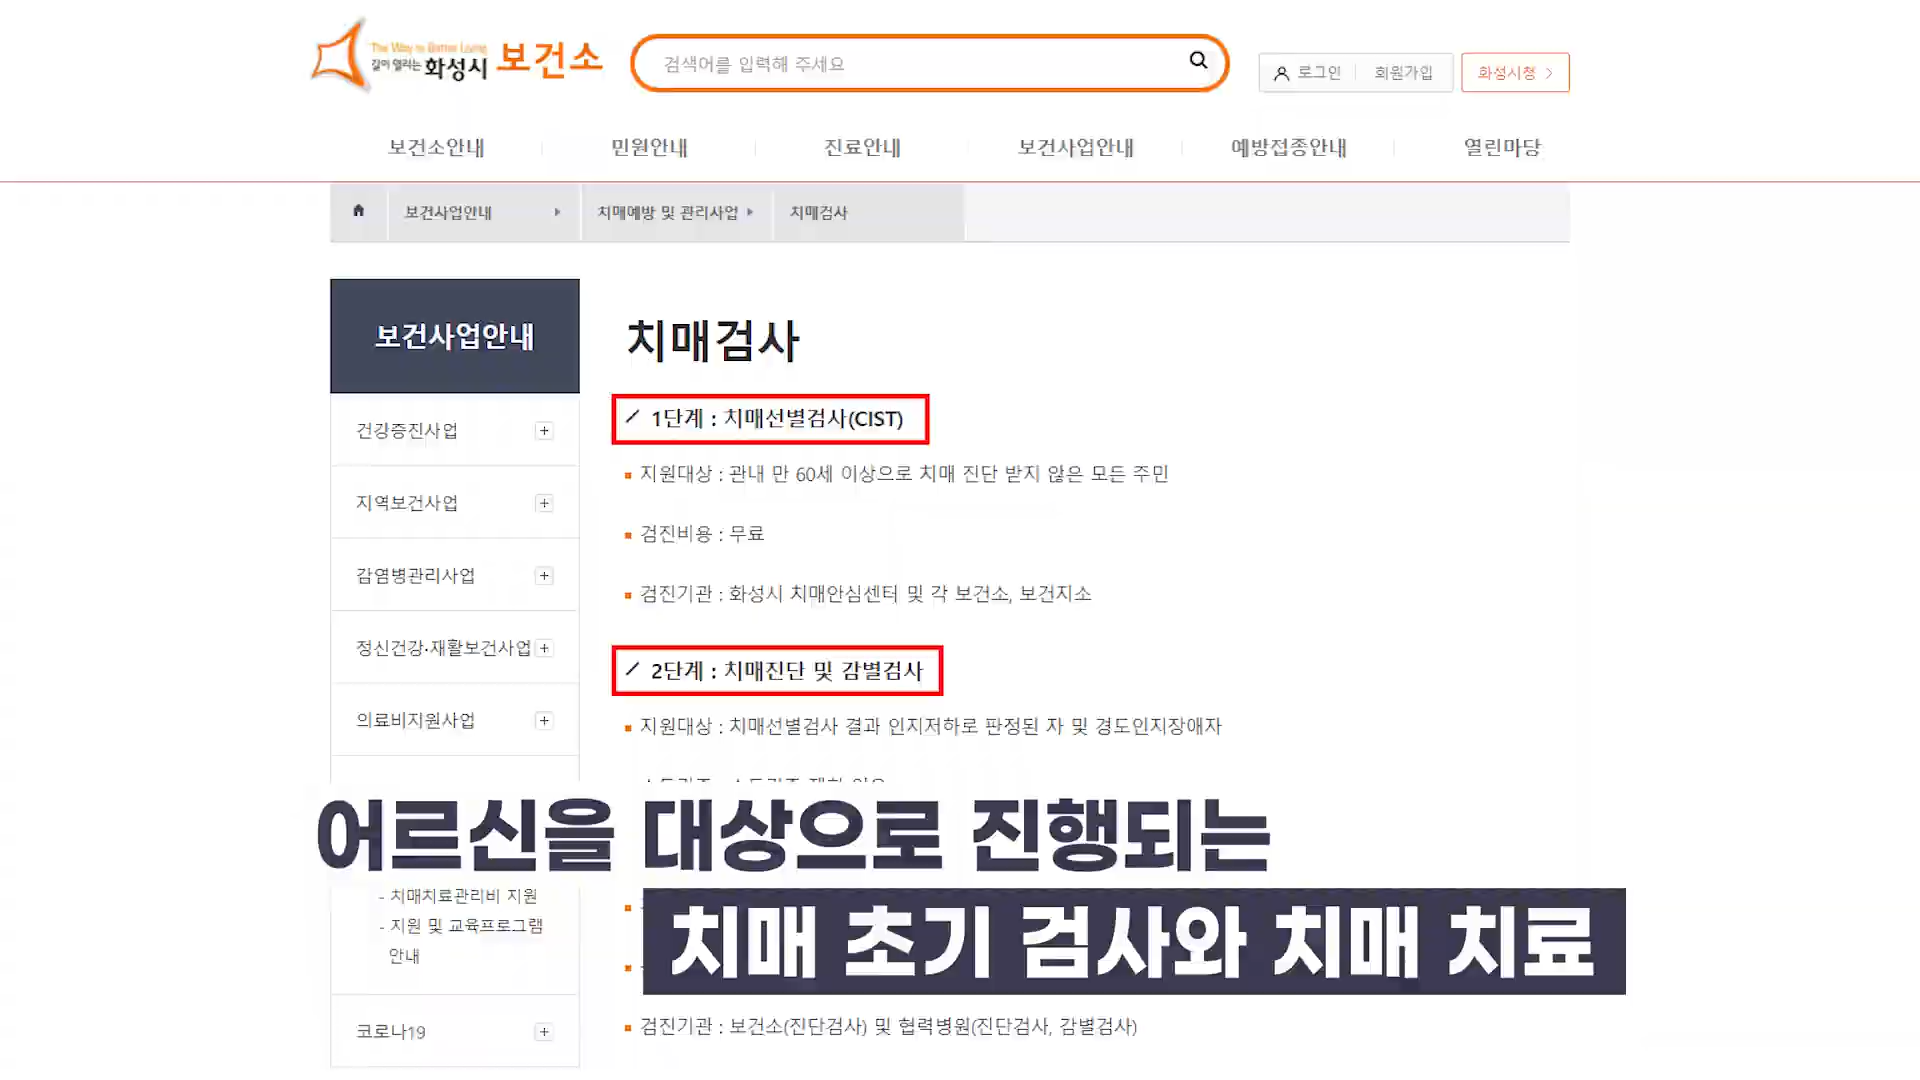 The Way to Better Living
길이 열리는 화성시 보건소
검색어를 입력해 주세요
로그인
회원가입
화성시청
보건소안내
민원안내
진료안내
보건사업안내
예방접종안내
열린마당
보건사업안내
치매예방 및 관리사업
치매검사
보건사업안내
건강증진사업
지역보건사업
감염병관리사업
정신건강·재활보건사업
의료비지원사업
치매검사
1단계 : 치매선별검사(CIST)
지원대상 : 관내 만 60세 이상으로 치매 진단 받지 않은 모든 주민
검진비용 : 무료
검진기관 : 화성시 치매안심센터 및 각 보건소, 보건지소
2단계 : 치매진단 및 감별검사
지원대상 : 치매선별검사 결과 인지저하로 판정된 자 및 경도인지장애자
어르신을 대상으로 진행되는
치매 초기 검사와 치매 치료
- 치매치료관리비 지원
- 지원 및 교육프로그램
안내
코로나19
검진기관 : 보건소(진단검사) 및 협력병원(진단검사, 감별검사)